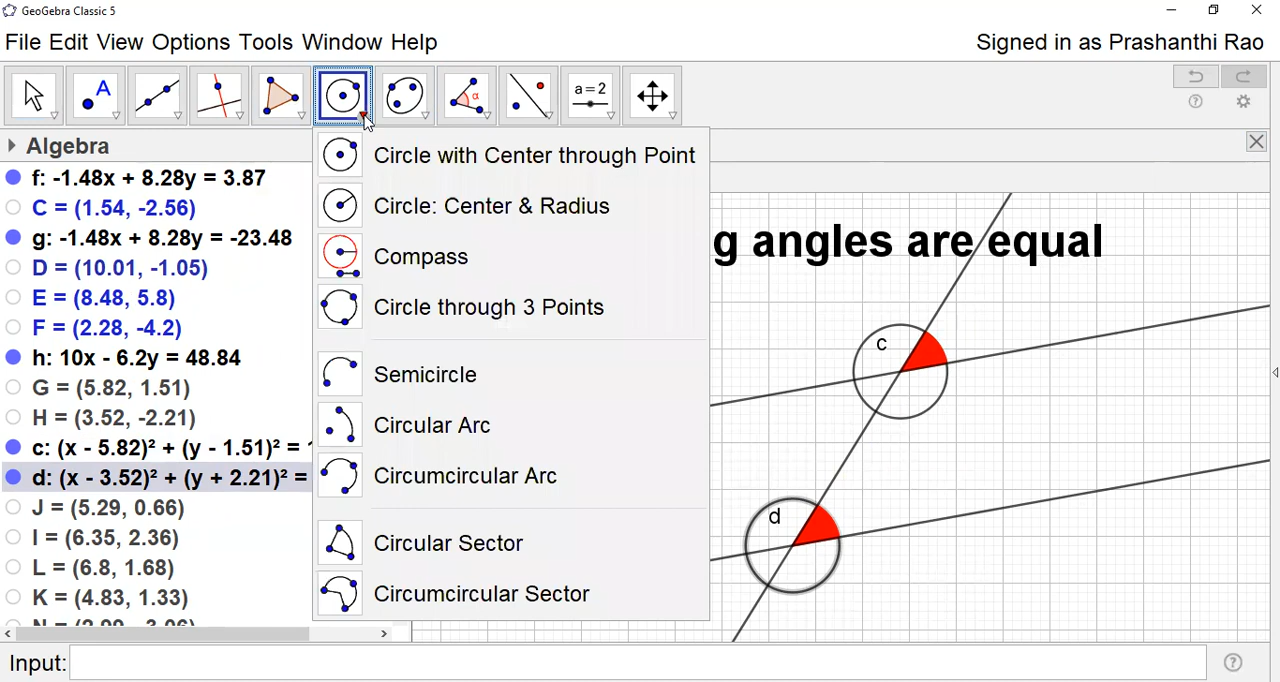 GeoGebra Classic 5
File Edit View Options Tools Window Help
Signed in as Prashanthi Rao
A
α
a=2
Algebra
f: -1.48x + 8.28y = 3.87
C = (1.54, -2.56)
g: -1.48x + 8.28y = -23.48
D = (10.01, -1.05)
E = (8.48, 5.8)
F = (2.28, -4.2)
h: 10x - 6.2y = 48.84
G = (5.82, 1.51)
H = (3.52, -2.21)
c: (x - 5.82)² + (y - 1.51)² =
d: (x - 3.52)² + (y + 2.21)² =
J = (5.29, 0.66)
I = (6.35, 2.36)
L = (6.8, 1.68)
K = (4.83, 1.33)
Circle with Center through Point
Circle: Center & Radius
Compass
Circle through 3 Points
Semicircle
Circular Arc
Circumcircular Arc
Circular Sector
Circumcircular Sector
g angles are equal
c
d
Input: